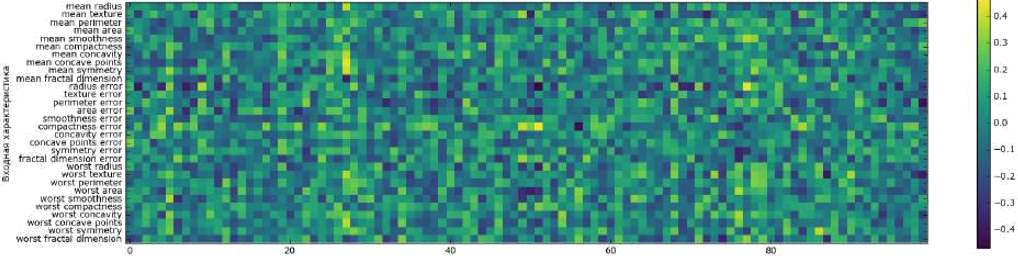 mean radius
mean texture
mean perimeter
mean area
mean smoothness
mean compactness
mean concavity
mean concave points
mean symmetry
mean fractal dimension
radius error
texture error
perimeter error
area error
smoothness error
compactness error
concavity error
concave points error
symmetry error
fractal dimension error
worst radius
worst texture
worst perimeter
worst area
worst smoothness
worst compactness
worst concavity
worst concave points
worst symmetry
worst fractal dimension
Входная характеристика
0 20 40 60 80
0.4
0.3
0.2
0.1
0.0
−0.1
−0.2
−0.3
−0.4